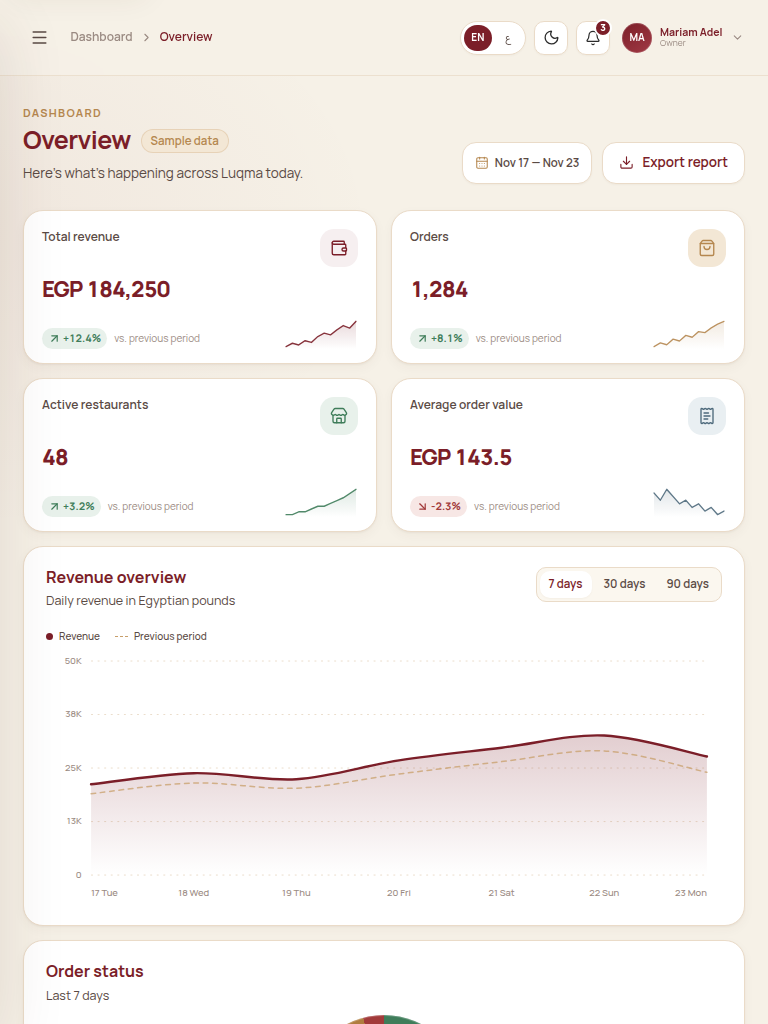 Dashboard > Overview
EN ع
3
MA
Mariam Adel
Owner
DASHBOARD
Overview Sample data
Here's what's happening across Luqma today.
Nov 17 — Nov 23
Export report
Total revenue
EGP 184,250
+12.4% vs. previous period
Orders
1,284
+8.1% vs. previous period
Active restaurants
48
+3.2% vs. previous period
Average order value
EGP 143.5
-2.3% vs. previous period
Revenue overview
Daily revenue in Egyptian pounds
7 days 30 days 90 days
Revenue Previous period
50K
38K
25K
13K
0
17 Tue 18 Wed 19 Thu 20 Fri 21 Sat 22 Sun 23 Mon
Order status
Last 7 days